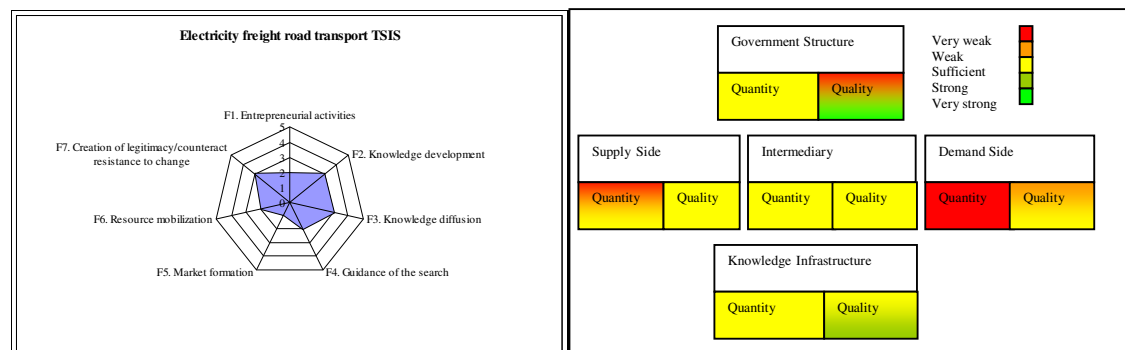 Electricity freight road transport TSIS
F1. Entrepreneurial activities
5
4
3
2
1
0
F7. Creation of legitimacy/counteract
resistance to change
F2. Knowledge development
F6. Resource mobilization
F3. Knowledge diffusion
F5. Market formation
F4. Guidance of the search
Government Structure
Quantity
Quality
Very weak
Weak
Sufficient
Strong
Very strong
Supply Side
Quantity
Quality
Intermediary
Quantity
Quality
Demand Side
Quantity
Quality
Knowledge Infrastructure
Quantity
Quality